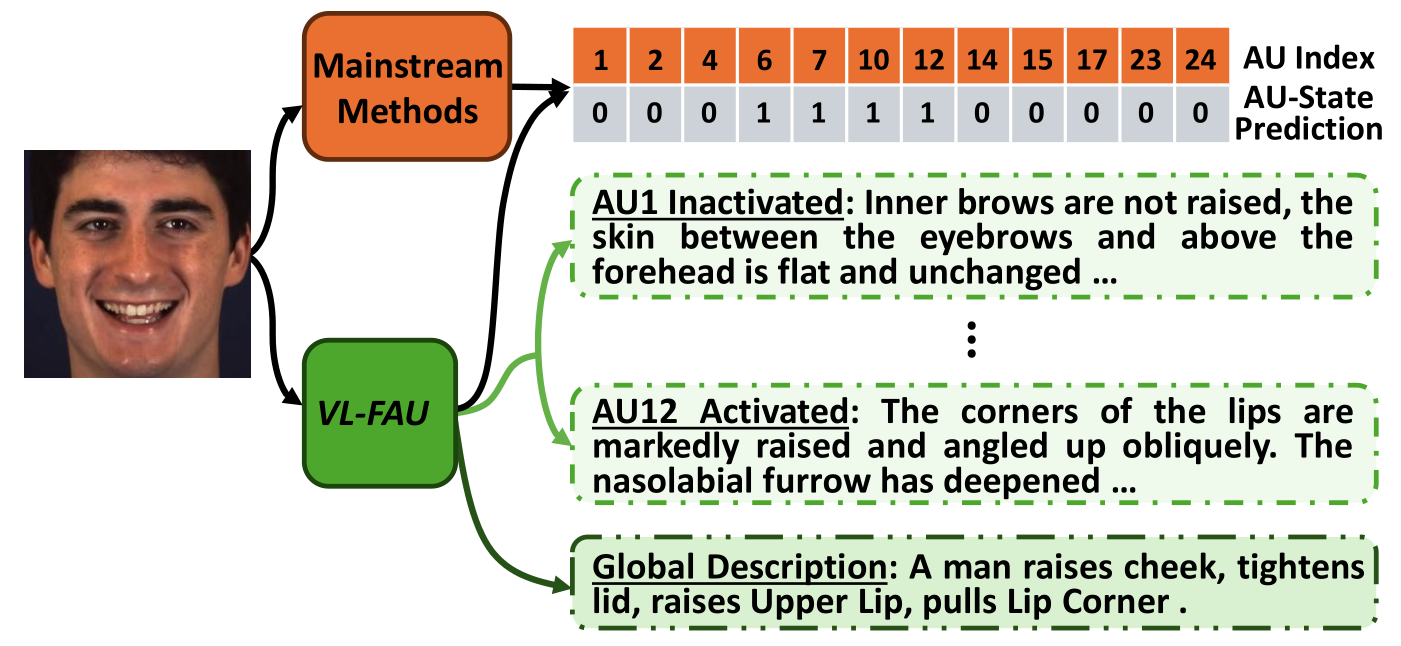 Mainstream
Methods
1 2 4 6 7 10 12 14 15 17 23 24 AU Index
0 0 0 1 1 1 1 0 0 0 0 0 AU-State
Prediction
AU1 Inactivated: Inner brows are not raised, the
skin between the eyebrows and above the
forehead is flat and unchanged ...
⋮
VL-FAU
AU12 Activated: The corners of the lips are
markedly raised and angled up obliquely. The
nasolabial furrow has deepened ...
Global Description: A man raises cheek, tightens
lid, raises Upper Lip, pulls Lip Corner .